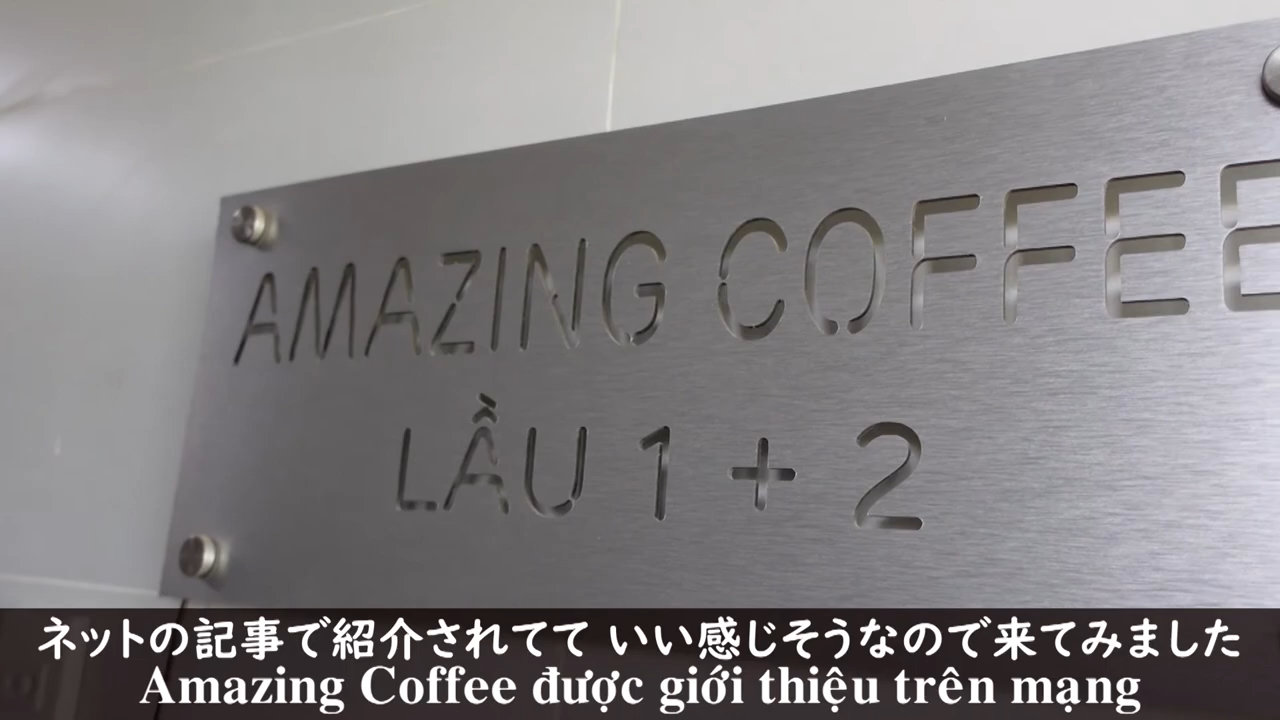 AMAZING COFFEE
LẦU 1 + 2
ネットの記事で紹介されてて いい感じそうなので来てみました
Amazing Coffee được giới thiệu trên mạng